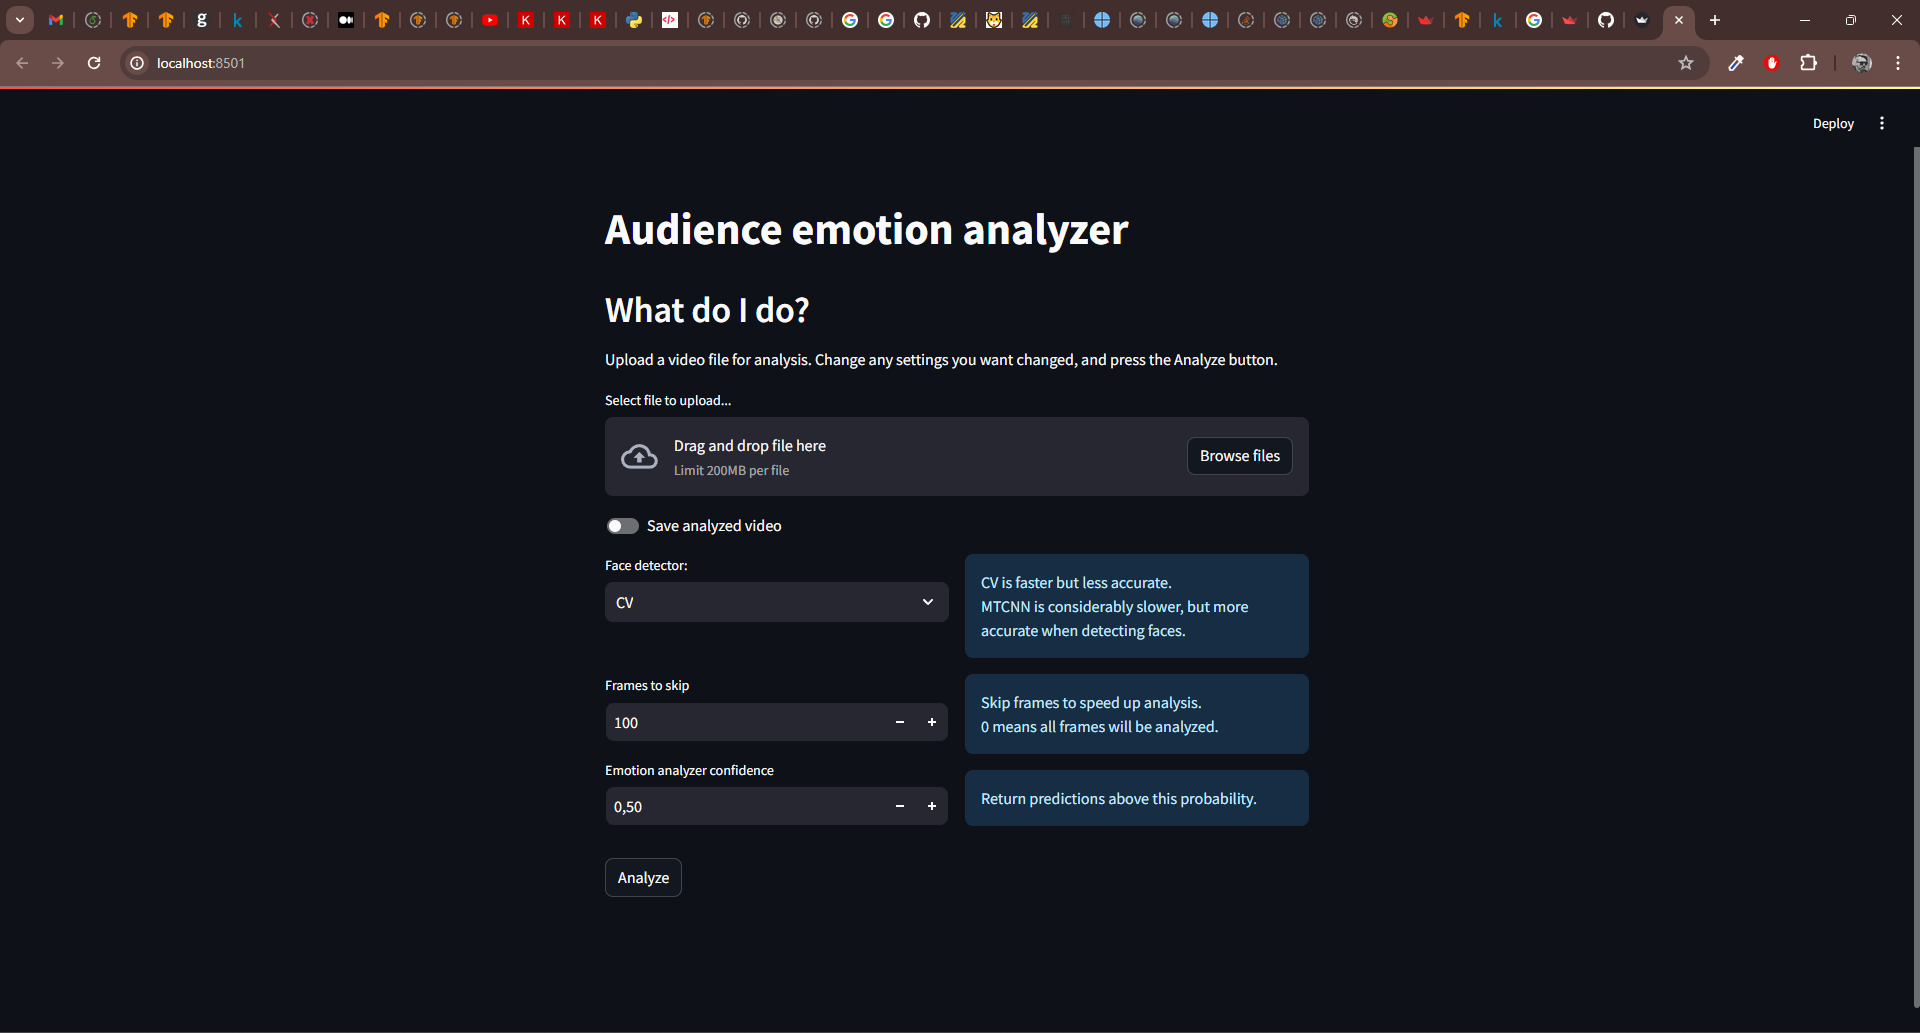 localhost:8501
Deploy
Audience emotion analyzer
What do I do?
Upload a video file for analysis. Change any settings you want changed, and press the Analyze button.
Select file to upload...
Drag and drop file here
Limit 200MB per file
Browse files
Save analyzed video
Face detector:
CV
CV is faster but less accurate.
MTCNN is considerably slower, but more
accurate when detecting faces.
Frames to skip
100
Skip frames to speed up analysis.
0 means all frames will be analyzed.
Emotion analyzer confidence
0,50
Return predictions above this probability.
Analyze